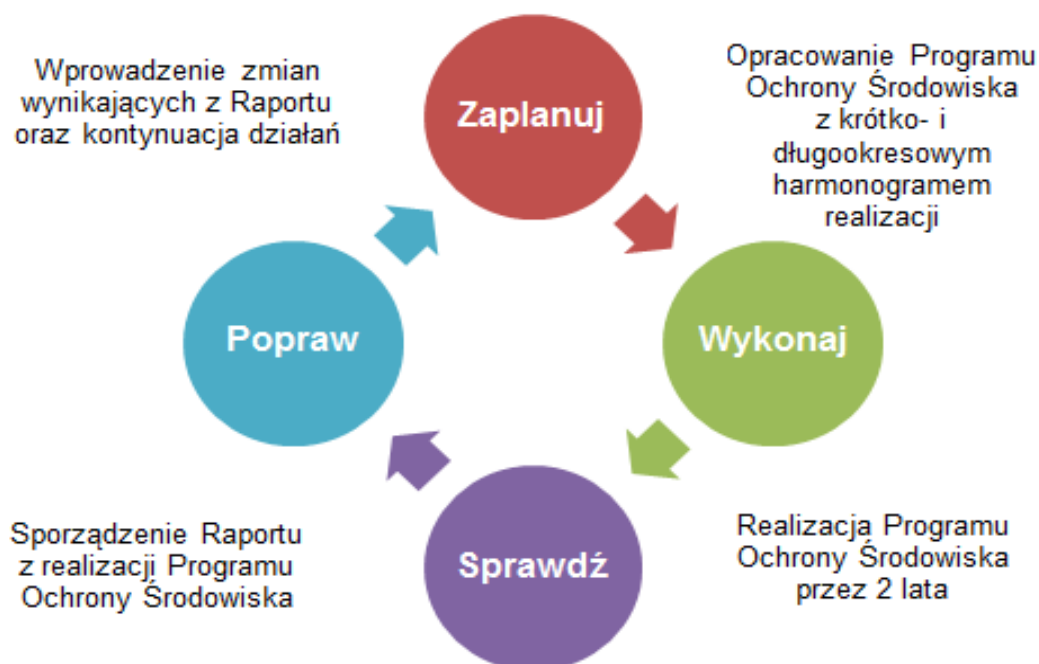 Wprowadzenie zmian
wynikających z Raportu
oraz kontynuacja działań
Zaplanuj
Opracowanie Programu
Ochrony Środowiska
z krótko- i
długookresowym
harmonogramem
realizacji
Popraw
Wykonaj
Sporządzenie Raportu
z realizacji Programu
Ochrony Środowiska
Sprawdź
Realizacja Programu
Ochrony Środowiska
przez 2 lata